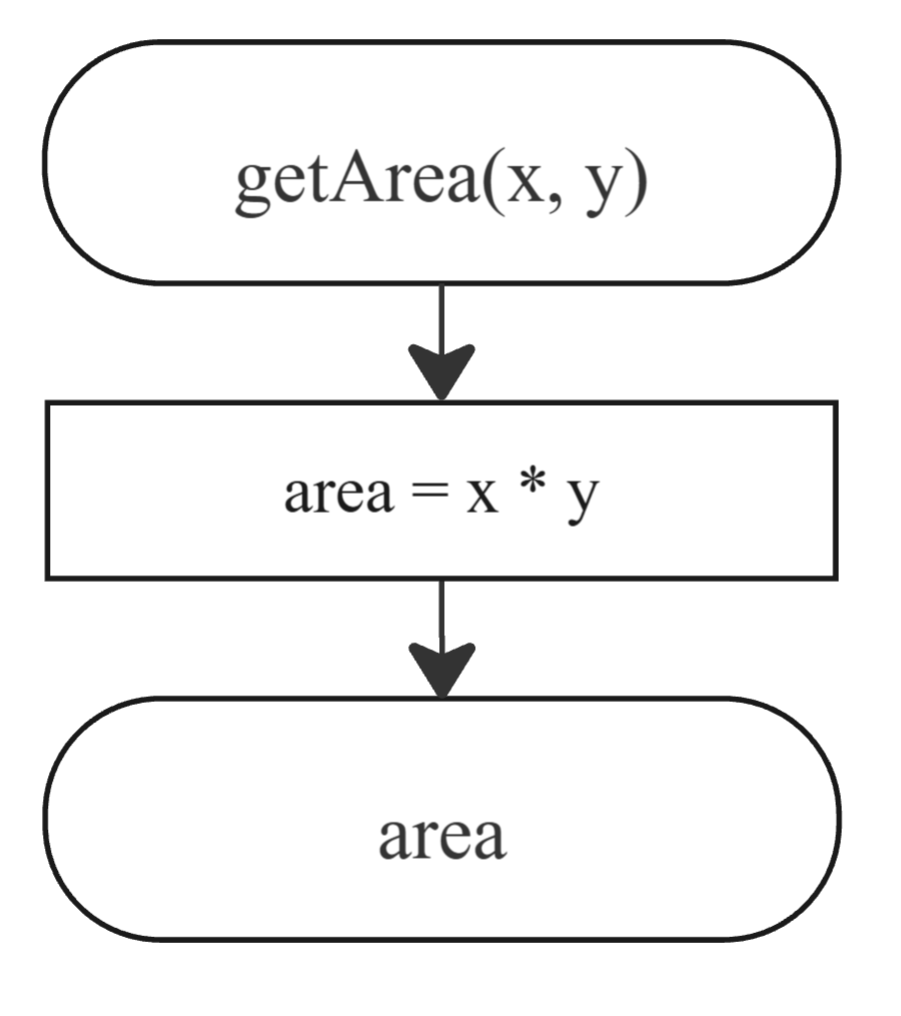 getArea(x, y)
area = x * y
area